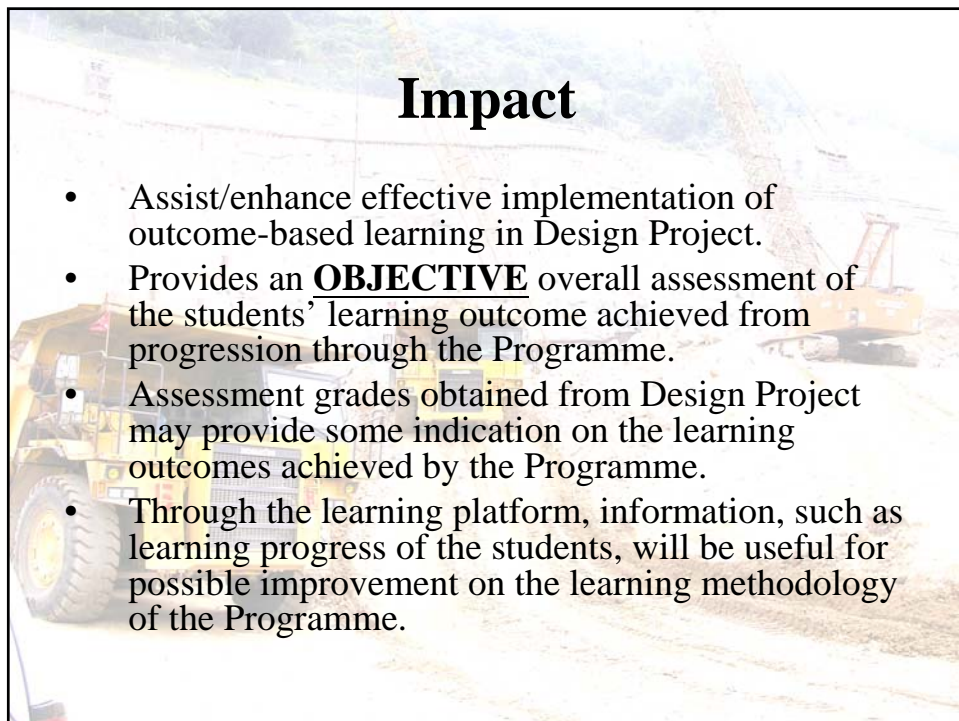 Impact
• Assist/enhance effective implementation of
outcome-based learning in Design Project.
• Provides an OBJECTIVE overall assessment of
the students’ learning outcome achieved from
progression through the Programme.
• Assessment grades obtained from Design Project
may provide some indication on the learning
outcomes achieved by the Programme.
• Through the learning platform, information, such as
learning progress of the students, will be useful for
possible improvement on the learning methodology
of the Programme.